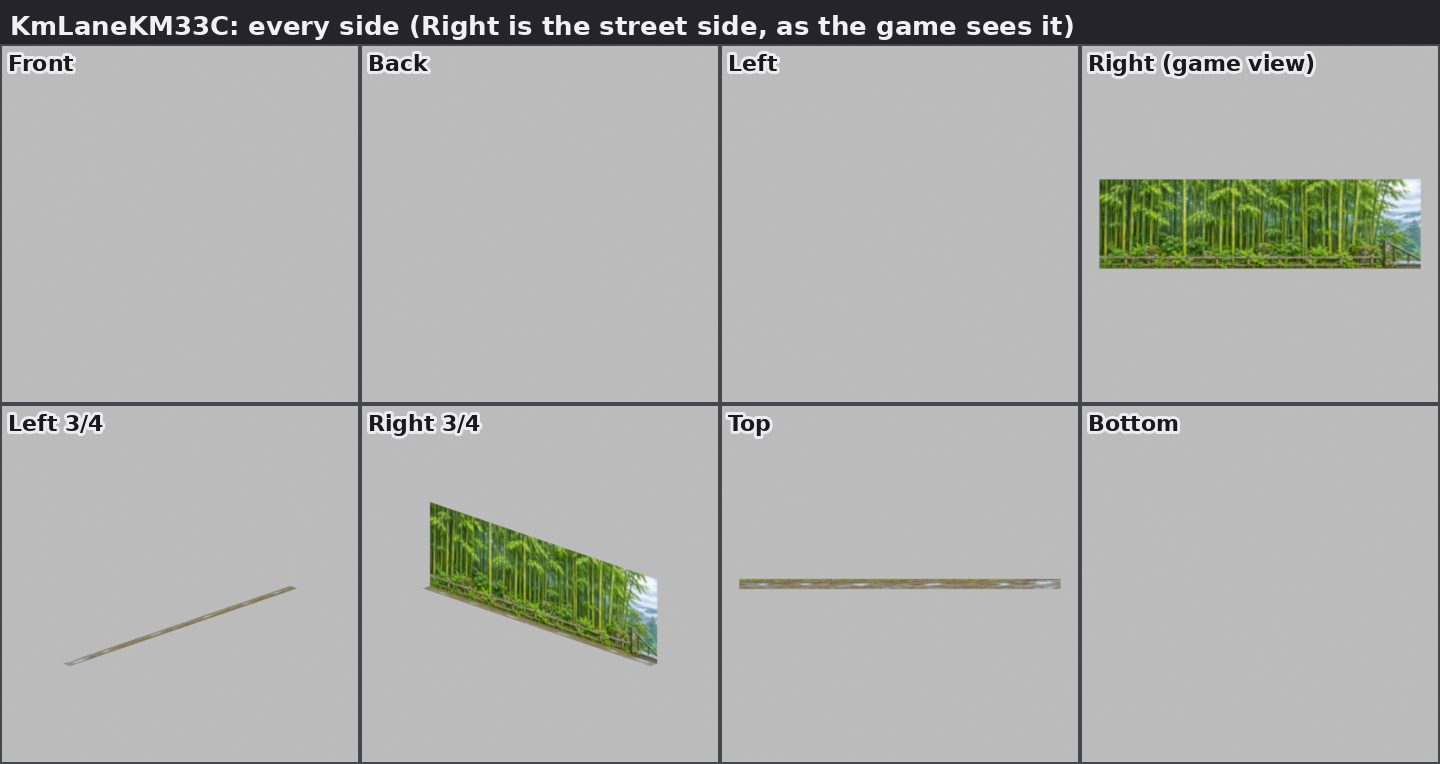 KmLaneKM33C: every side (Right is the street side, as the game sees it)
Front
Back
Left
Right (game view)
Left 3/4
Right 3/4
Top
Bottom